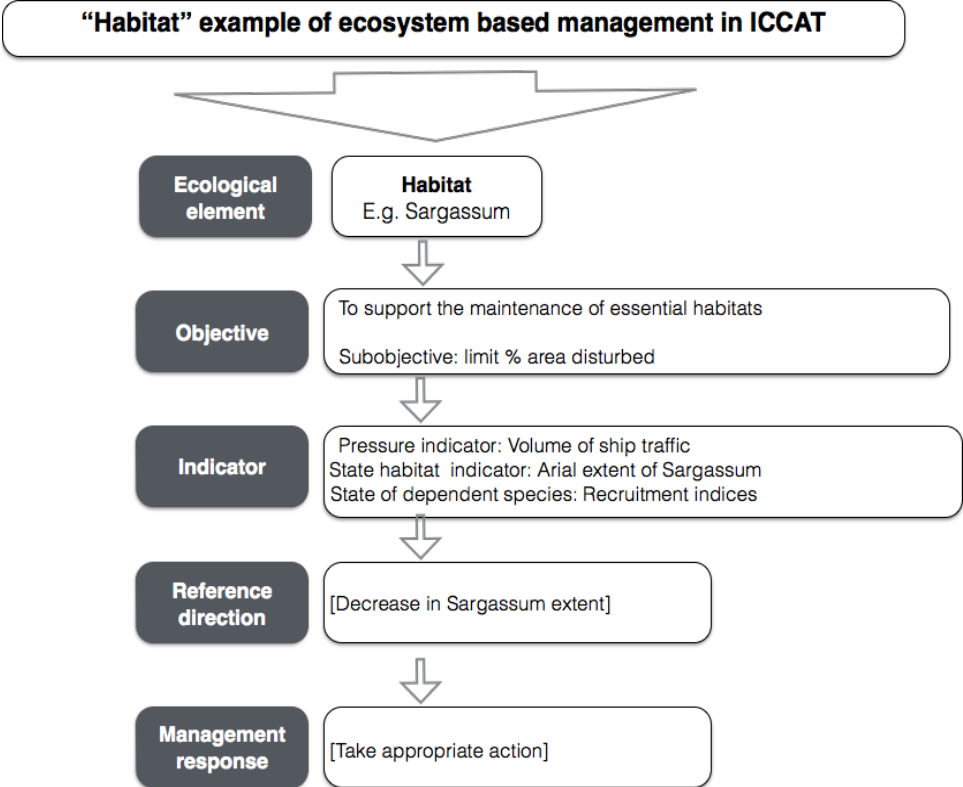 “Habitat” example of ecosystem based management in ICCAT
Ecological
element
Habitat
E.g. Sargassum
Objective
To support the maintenance of essential habitats
Subobjective: limit % area disturbed
Indicator
Pressure indicator: Volume of ship traffic
State habitat indicator: Arial extent of Sargassum
State of dependent species: Recruitment indices
Reference
direction
[Decrease in Sargassum extent]
Management
response
[Take appropriate action]